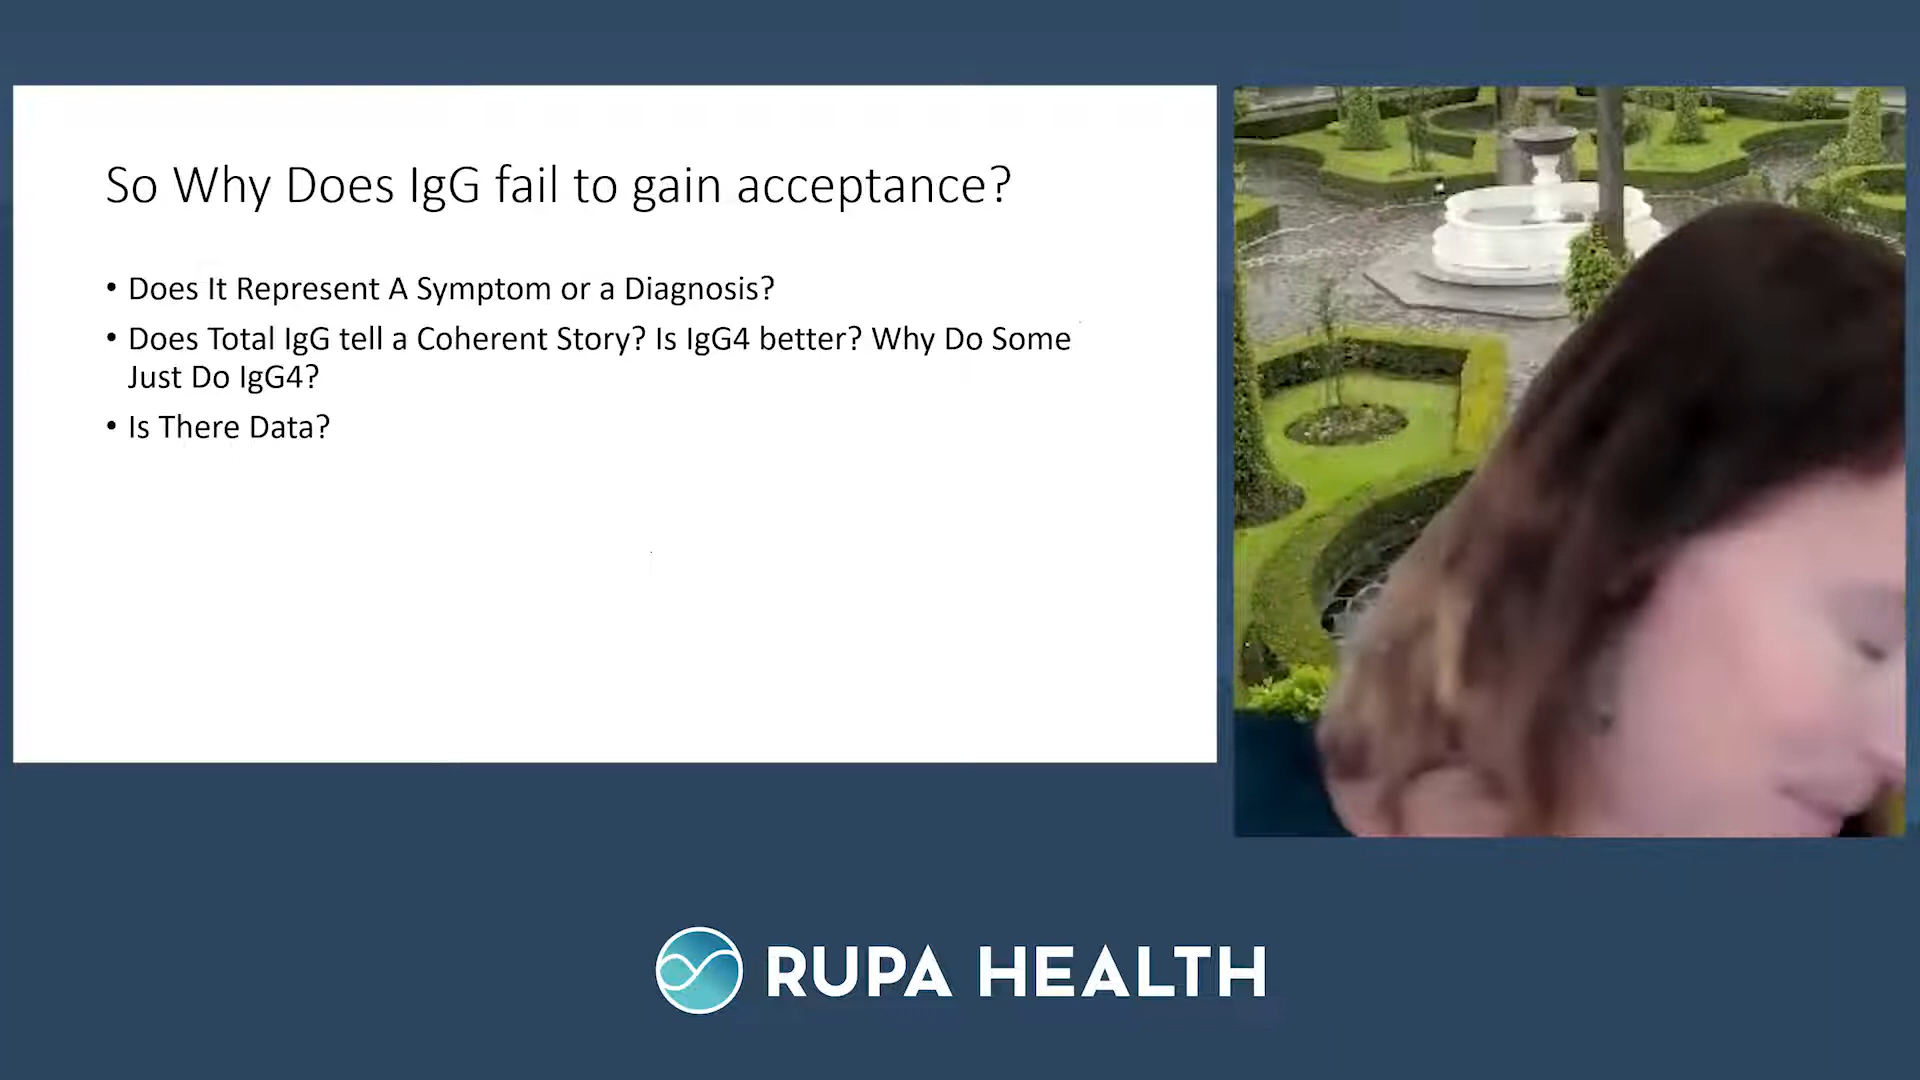 So Why Does IgG fail to gain acceptance?
• Does It Represent A Symptom or a Diagnosis?
• Does Total IgG tell a Coherent Story? Is IgG4 better? Why Do Some
Just Do IgG4?
• Is There Data?
RUPA HEALTH